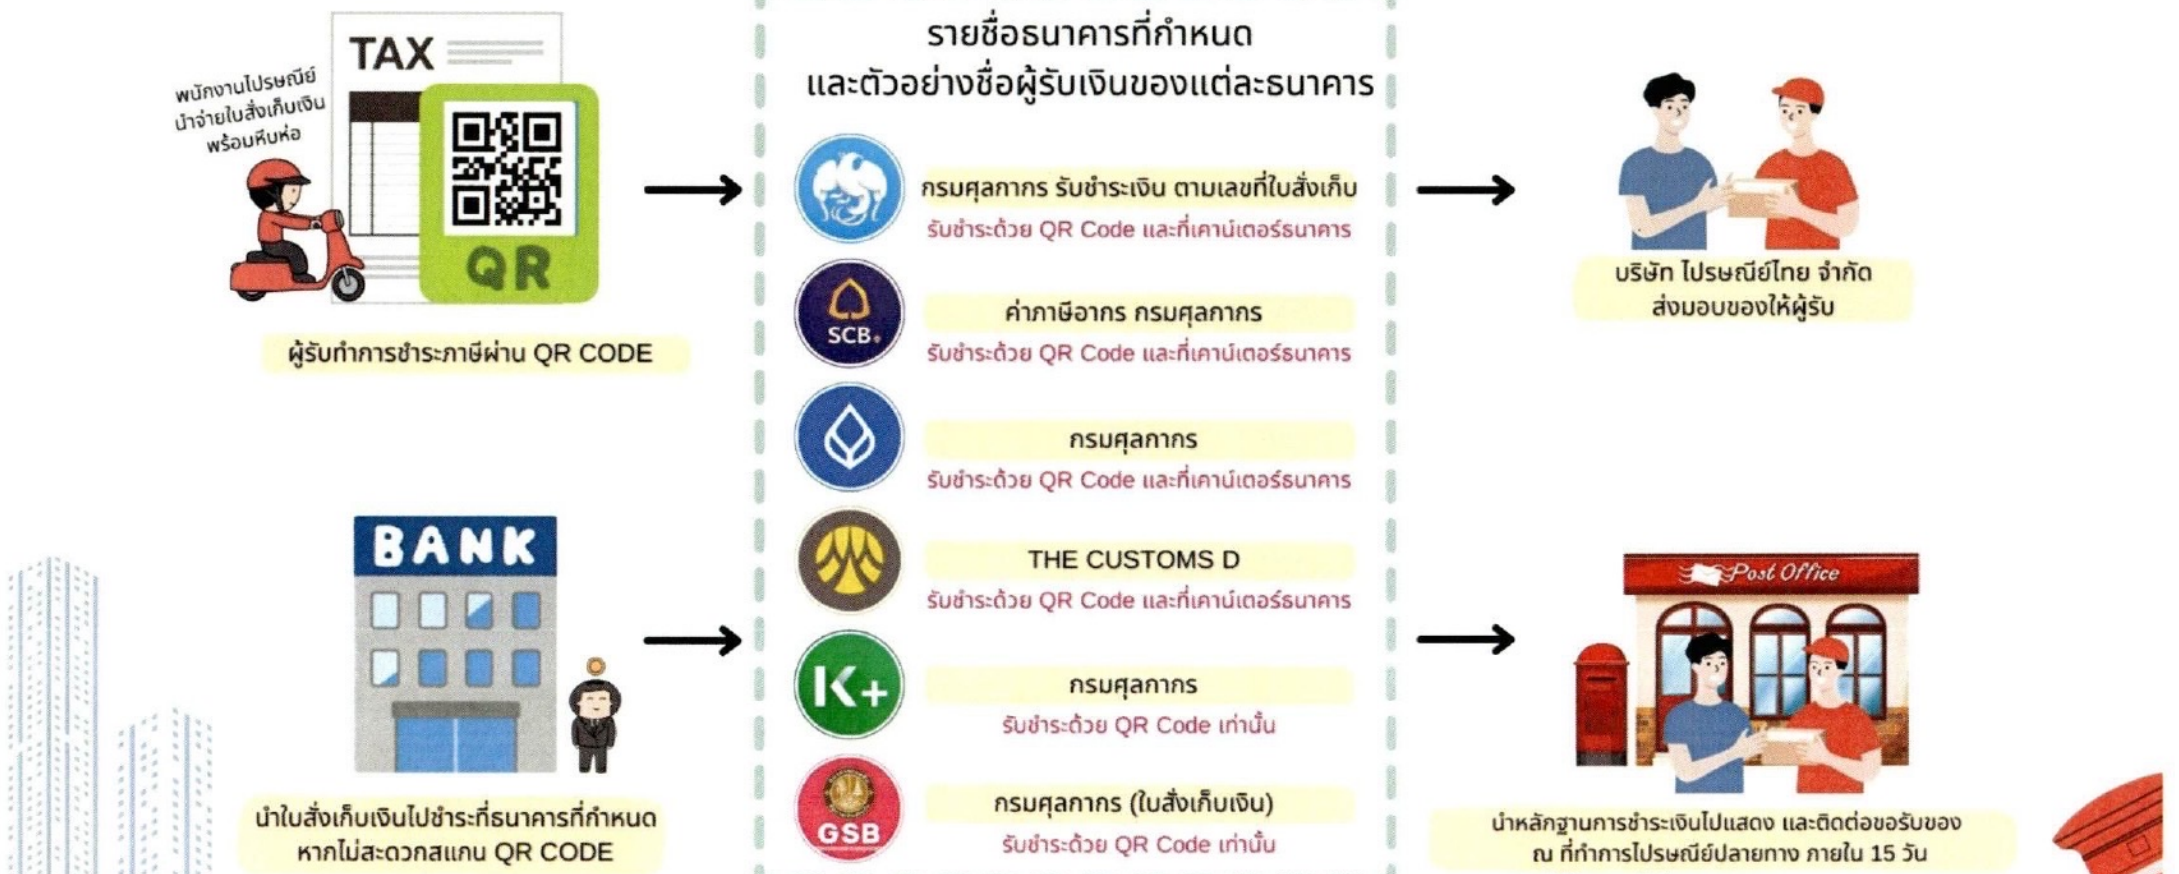 พนักงานไปรษณีย์
นำจ่ายใบสั่งเก็บเงิน
พร้อมหีบห่อ
TAX
QR
ผู้รับทำการชำระภาษีผ่าน QR CODE
BANK
นำใบสั่งเก็บเงินไปชำระที่ธนาคารที่กำหนด
หากไม่สะดวกสแกน QR CODE
รายชื่อธนาคารที่กำหนด
และตัวอย่างชื่อผู้รับเงินของแต่ละธนาคาร
กรมศุลกากร รับชำระเงิน ตามเลขที่ใบสั่งเก็บ
รับชำระด้วย QR Code และที่เคาน์เตอร์ธนาคาร
SCB
ค่าภาษีอากร กรมศุลกากร
รับชำระด้วย QR Code และที่เคาน์เตอร์ธนาคาร
กรมศุลกากร
รับชำระด้วย QR Code และที่เคาน์เตอร์ธนาคาร
THE CUSTOMS D
รับชำระด้วย QR Code และที่เคาน์เตอร์ธนาคาร
K+
กรมศุลกากร
รับชำระด้วย QR Code เท่านั้น
GSB
กรมศุลกากร (ใบสั่งเก็บเงิน)
รับชำระด้วย QR Code เท่านั้น
บริษัท ไปรษณีย์ไทย จำกัด
ส่งมอบของให้ผู้รับ
Post Office
นำหลักฐานการชำระเงินไปแสดง และติดต่อขอรับของ
ณ ที่ทำการไปรษณีย์ปลายทาง ภายใน 15 วัน